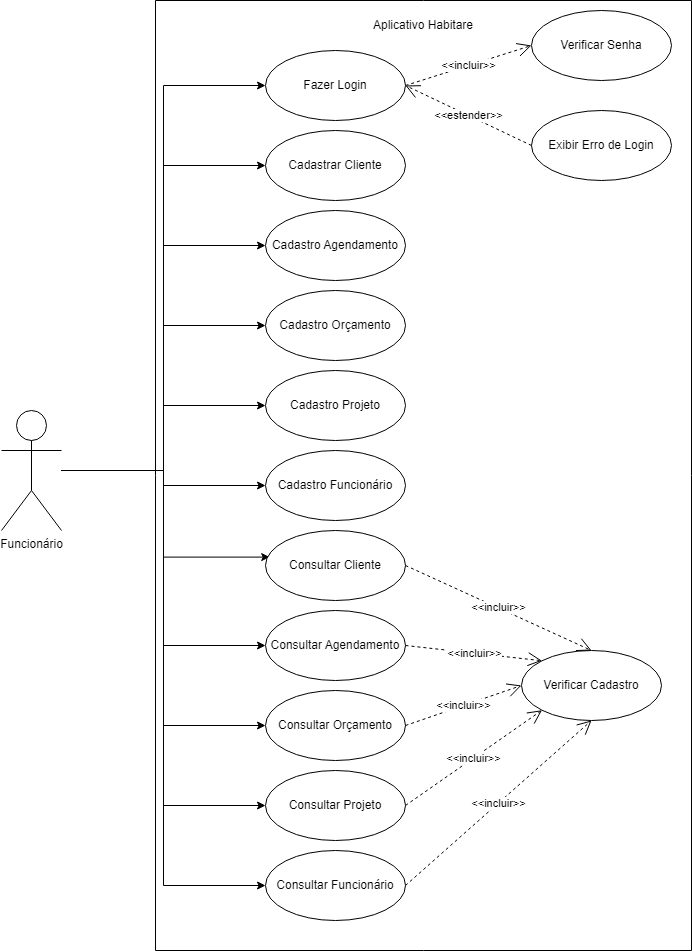 Aplicativo Habitare
Verificar Senha
<<incluir>>
Fazer Login
<<estender>>
Exibir Erro de Login
Cadastrar Cliente
Cadastro Agendamento
Cadastro Orçamento
Cadastro Projeto
Cadastro Funcionário
Funcionário
Consultar Cliente
<<incluir>>
Consultar Agendamento
<<incluir>>
Verificar Cadastro
<<incluir>>
Consultar Orçamento
<<incluir>>
Consultar Projeto
<<incluir>>
Consultar Funcionário